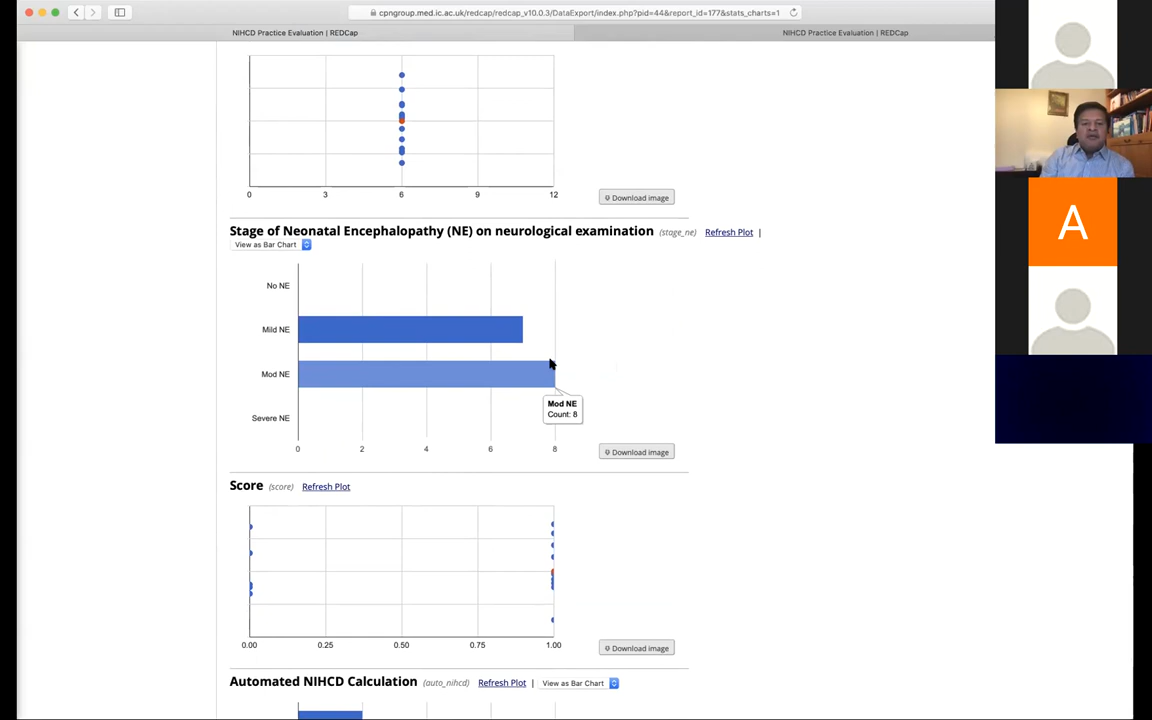 cpngroup.med.ic.ac.uk/redcap/redcap_v10.0.3/DataExport/index.php?pid=44&report_id=177&stats_charts=1
NIHCD Practice Evaluation | REDCap
NIHCD Practice Evaluation | REDCap
0 3 6 9 12
Download image
Stage of Neonatal Encephalopathy (NE) on neurological examination (stage_ne) Refresh Plot |
View as Bar Chart
No NE
Mild NE
Mod NE
Mod NE
Count: 8
Severe NE
0 2 4 6 8
Download image
Score (score) Refresh Plot
0.00 0.25 0.50 0.75 1.00
Download image
Automated NIHCD Calculation (auto_nihcd) Refresh Plot | View as Bar Chart
A